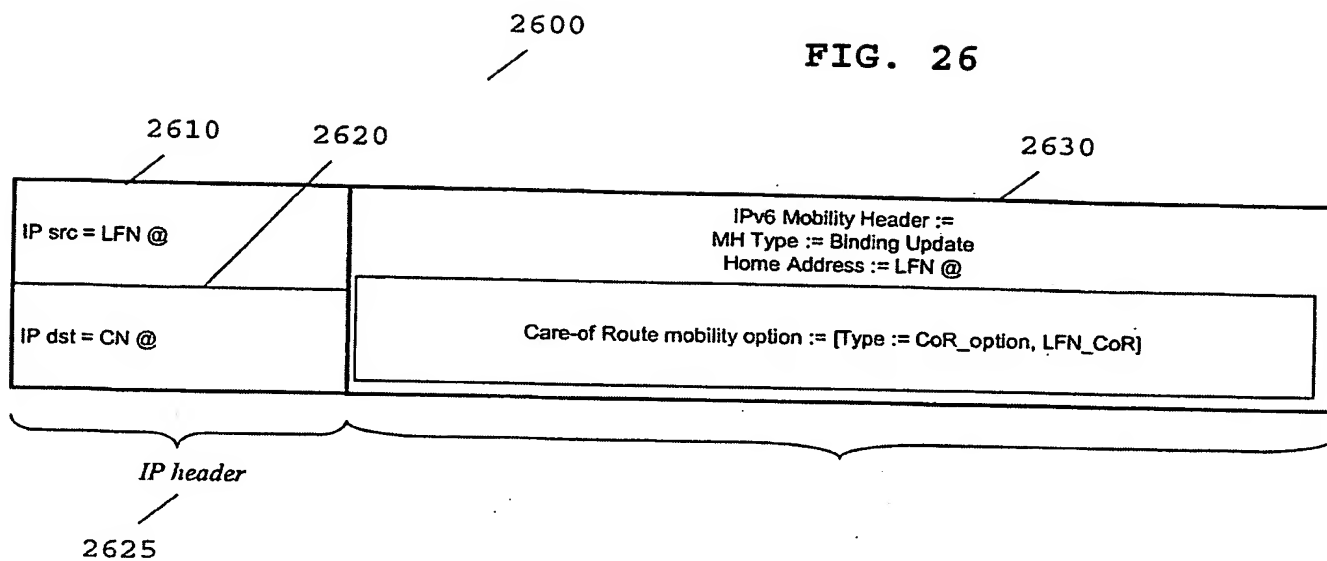 2600
FIG. 26
2610
2620
2630
IP src = LFN @
IP dst = CN @
IPv6 Mobility Header :=
MH Type := Binding Update
Home Address := LFN @
Care-of Route mobility option := [Type := CoR_option, LFN_CoR]
IP header
2625